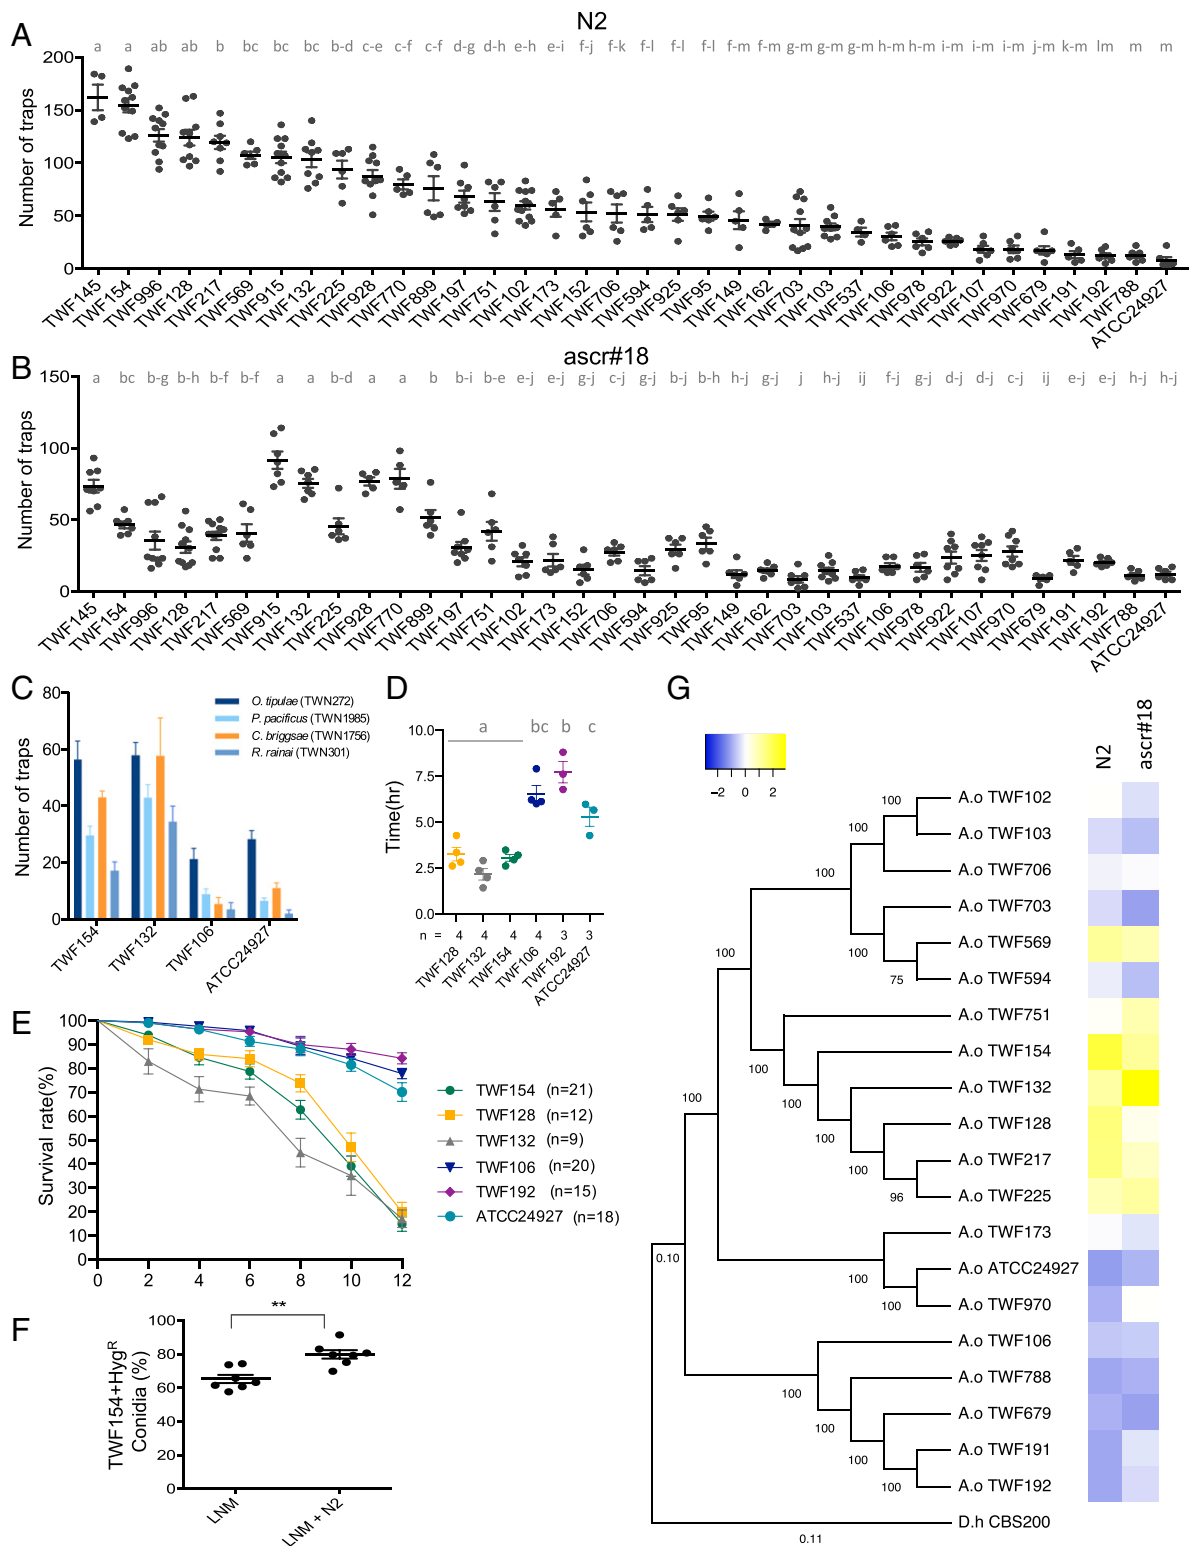 A
N2
a a ab ab b bc bc bc b-d c-e c-f c-f d-g d-h e-h e-i f-j f-k f-l f-l f-l f-m f-m g-m g-m g-m h-m h-m i-m i-m i-m j-m k-m lm m m
Number of traps
200
150
100
50
0
TWF145 TWF154 TWF996 TWF128 TWF217 TWF569 TWF915 TWF132 TWF225 TWF928 TWF770 TWF899 TWF197 TWF751 TWF102 TWF173 TWF152 TWF706 TWF594 TWF925 TWF95 TWF149 TWF162 TWF703 TWF103 TWF537 TWF106 TWF978 TWF922 TWF107 TWF970 TWF679 TWF191 TWF192 TWF788 ATCC24927
B
ascr#18
a bc b-g b-h b-f b-f a a b-d a a b b-i b-e e-j e-j g-j c-j g-j b-j b-h h-j g-j j h-j ij f-j g-j d-j d-j c-j ij e-j e-j h-j h-j
Number of traps
150
100
50
0
TWF145 TWF154 TWF996 TWF128 TWF217 TWF569 TWF915 TWF132 TWF225 TWF928 TWF770 TWF899 TWF197 TWF751 TWF102 TWF173 TWF152 TWF706 TWF594 TWF925 TWF95 TWF149 TWF162 TWF703 TWF103 TWF537 TWF106 TWF978 TWF922 TWF107 TWF970 TWF679 TWF191 TWF192 TWF788 ATCC24927
C
Number of traps
80
60
40
20
0
O. tipulae (TWN272)
P. pacificus (TWN1985)
C. briggsae (TWN1756)
R. rainai (TWN301)
TWF154 TWF132 TWF106 ATCC24927
D
a bc b c
Time(hr)
10.0
7.5
5.0
2.5
0.0
n = 4 4 4 4 3 3
TWF128 TWF132 TWF154 TWF106 TWF192 ATCC24927
E
Survival rate(%)
100
90
80
70
60
50
40
30
20
10
0
0 2 4 6 8 10 12
TWF154 (n=21)
TWF128 (n=12)
TWF132 (n=9)
TWF106 (n=20)
TWF192 (n=15)
ATCC24927 (n=18)
F
TWF154+HygR
Conidia (%)
**
100
80
60
40
20
0
LNM LNM + N2
G
−2 0 2
N2 ascr#18
A.o TWF102
A.o TWF103
A.o TWF706
A.o TWF703
A.o TWF569
A.o TWF594
A.o TWF751
A.o TWF154
A.o TWF132
A.o TWF128
A.o TWF217
A.o TWF225
A.o TWF173
A.o ATCC24927
A.o TWF970
A.o TWF106
A.o TWF788
A.o TWF679
A.o TWF191
A.o TWF192
D.h CBS200
100
100
100
100
100
75
100
100
100
100
96
0.10
100
100
100
100
100
100
0.11